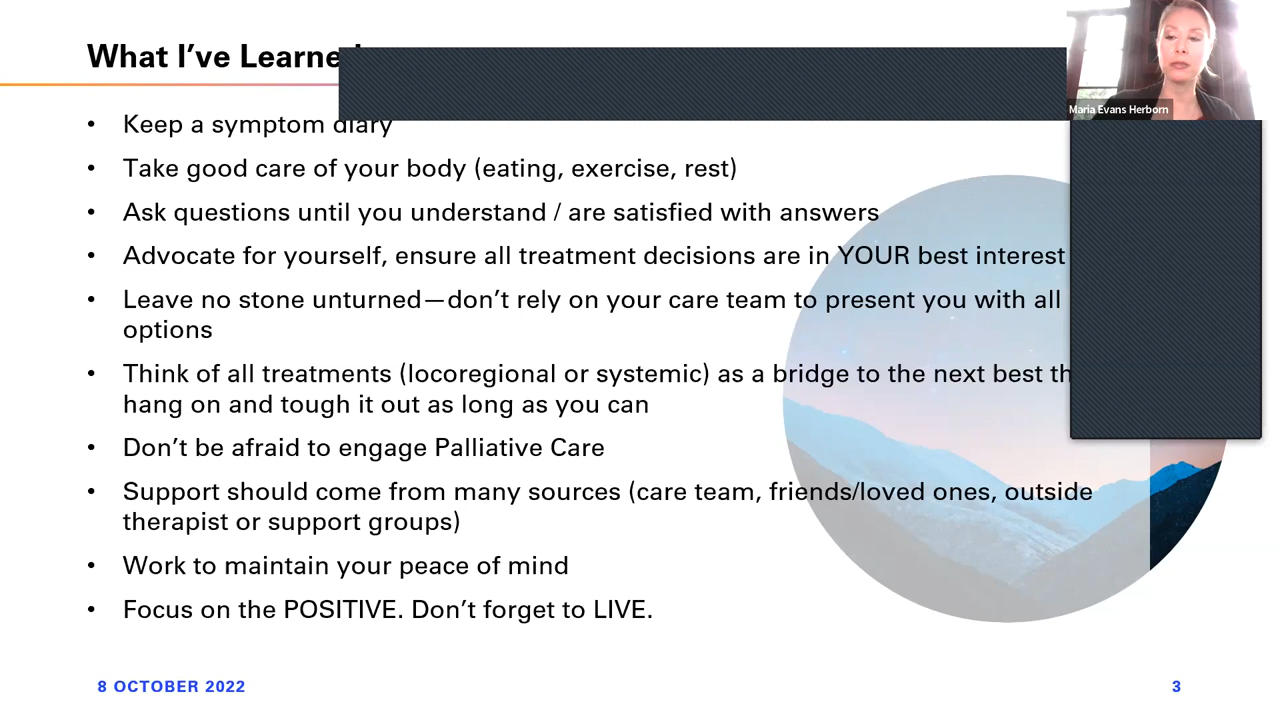 What I've Learne
Maria Evans Herborn
• Keep a symptom diary
• Take good care of your body (eating, exercise, rest)
• Ask questions until you understand / are satisfied with answers
• Advocate for yourself, ensure all treatment decisions are in YOUR best interest
• Leave no stone unturned—don't rely on your care team to present you with all
options
• Think of all treatments (locoregional or systemic) as a bridge to the next best th
hang on and tough it out as long as you can
• Don't be afraid to engage Palliative Care
• Support should come from many sources (care team, friends/loved ones, outside
therapist or support groups)
• Work to maintain your peace of mind
• Focus on the POSITIVE. Don't forget to LIVE.
8 OCTOBER 2022
3